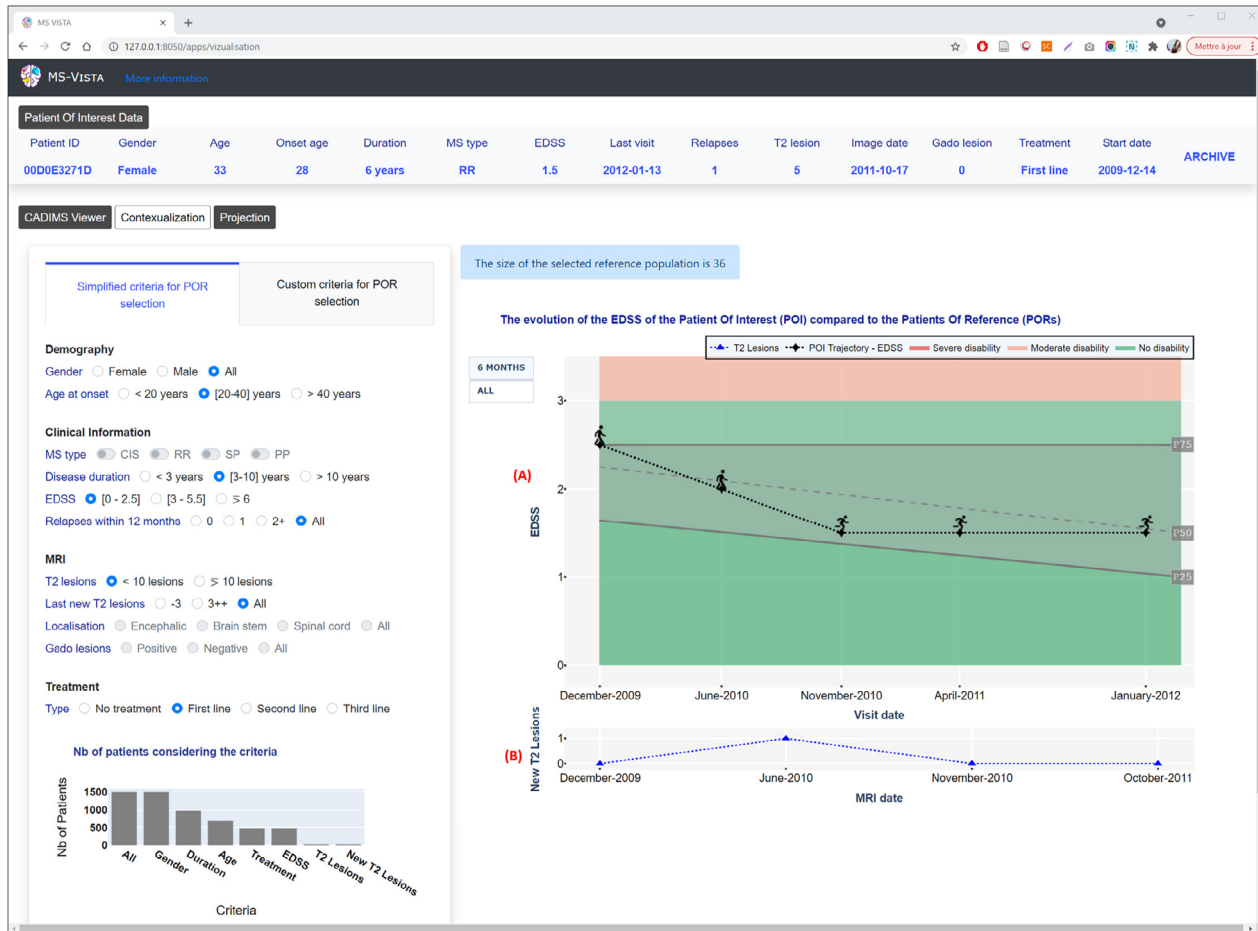 MS VISTA
127.0.0.1:8050/apps/vizualisation
Mettre à jour
MS-VISTA More information
Patient Of Interest Data
Patient ID Gender Age Onset age Duration MS type EDSS Last visit Relapses T2 lesion Image date Gado lesion Treatment Start date
00D0E3271D Female 33 28 6 years RR 1.5 2012-01-13 1 5 2011-10-17 0 First line 2009-12-14 ARCHIVE
CADIMS Viewer Contexualization Projection
Simplified criteria for POR
selection
Custom criteria for POR
selection
Demography
Gender Female Male All
Age at onset < 20 years [20-40] years > 40 years
Clinical Information
MS type CIS RR SP PP
Disease duration < 3 years [3-10] years > 10 years
EDSS [0 - 2.5] [3 - 5.5] ⩾ 6
Relapses within 12 months 0 1 2+ All
MRI
T2 lesions < 10 lesions ⩾ 10 lesions
Last new T2 lesions -3 3++ All
Localisation Encephalic Brain stem Spinal cord All
Gado lesions Positive Negative All
Treatment
Type No treatment First line Second line Third line
Nb of patients considering the criteria
Nb of Patients
1500
1000
500
0
All Gender Duration Age Treatment EDSS T2 Lesions New T2 Lesions
Criteria
The size of the selected reference population is 36
The evolution of the EDSS of the Patient Of Interest (POI) compared to the Patients Of Reference (PORs)
T2 Lesions POI Trajectory - EDSS Severe disability Moderate disability No disability
6 MONTHS
ALL
(A)
EDSS
3
2
1
0
P75
P50
P25
December-2009 June-2010 November-2010 April-2011 January-2012
Visit date
(B)
New T2 Lesions
1
0
December-2009 June-2010 November-2010 October-2011
MRI date